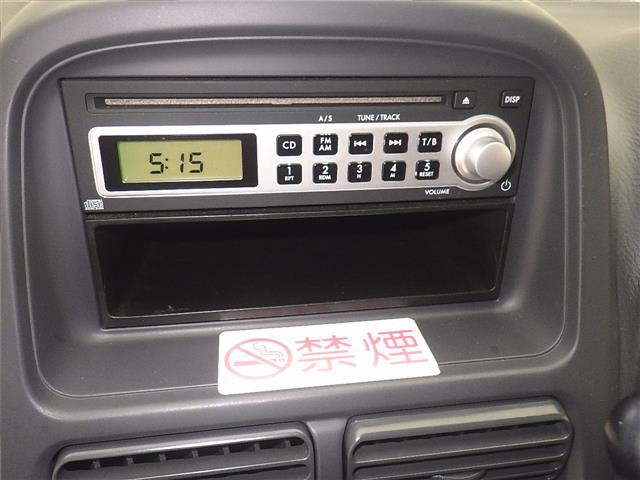 DISP
A/S TUNE / TRACK
5:15
CD FM AM T/B
1 RPT 2 RDM 3 H 4 M 5 RESET
VOLUME
禁煙